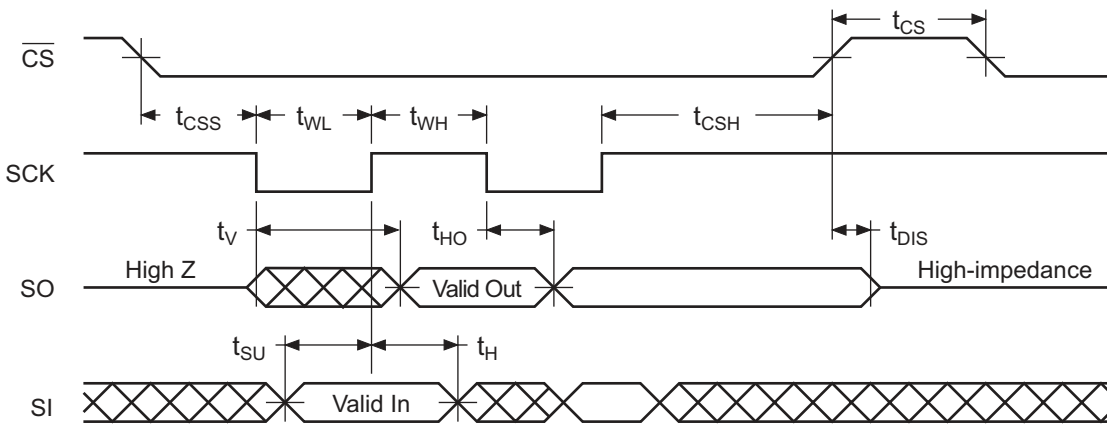 t_CS
CS
t_CSS t_WL t_WH t_CSH
SCK
t_V t_HO t_DIS
High Z High-impedance
SO Valid Out
t_SU t_H
SI Valid In